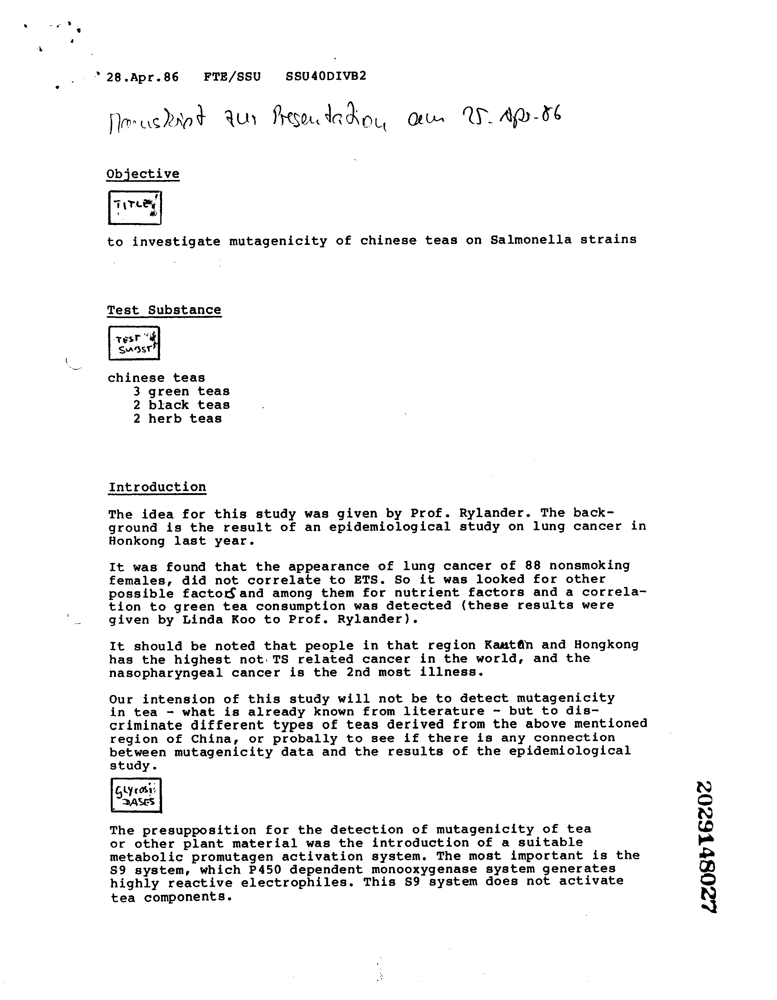 28.Apr.86 FTE/SSU SSU40DIVB2
Manuskript zur Presentation am 25. Apr. 86
Objective
TITLE
to investigate mutagenicity of chinese teas on Salmonella strains
Test Substance
TEST
SUBST
chinese teas
3 green teas
2 black teas
2 herb teas
Introduction
The idea for this study was given by Prof. Rylander. The back-
ground is the result of an epidemiological study on lung cancer in
Honkong last year.
It was found that the appearance of lung cancer of 88 nonsmoking
females, did not correlate to ETS. So it was looked for other
possible factors and among them for nutrient factors and a correla-
tion to green tea consumption was detected (these results were
given by Linda Koo to Prof. Rylander).
It should be noted that people in that region Kanton and Hongkong
has the highest not TS related cancer in the world, and the
nasopharyngeal cancer is the 2nd most illness.
Our intension of this study will not be to detect mutagenicity
in tea - what is already known from literature - but to dis-
criminate different types of teas derived from the above mentioned
region of China, or probally to see if there is any connection
between mutagenicity data and the results of the epidemiological
study.
GLYCOSI-
DASES
The presupposition for the detection of mutagenicity of tea
or other plant material was the introduction of a suitable
metabolic promutagen activation system. The most important is the
S9 system, which P450 dependent monooxygenase system generates
highly reactive electrophiles. This S9 system does not activate
tea components.
2029148027